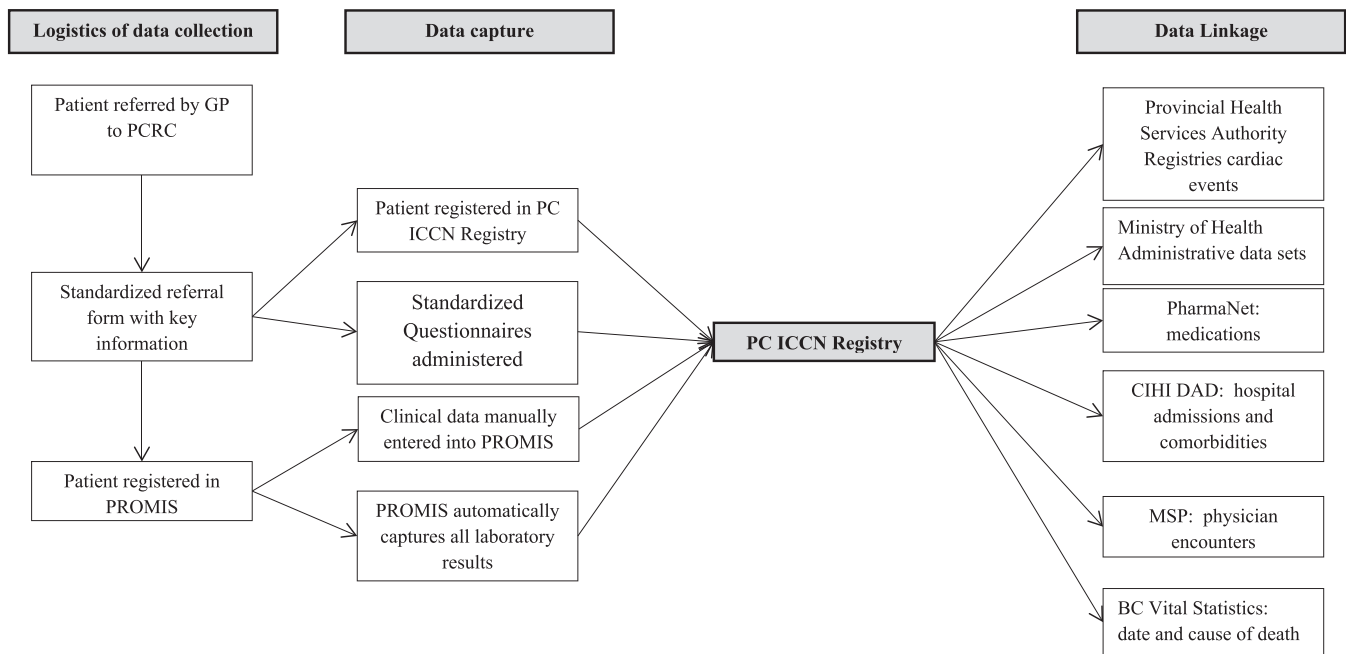 Logistics of data collection
Data capture
Data Linkage
Patient referred by GP
to PCRC
Standardized referral
form with key
information
Patient registered in
PROMIS
Patient registered in PC
ICCN Registry
Standardized
Questionnaires
administered
Clinical data manually
entered into PROMIS
PROMIS automatically
captures all laboratory
results
PC ICCN Registry
Provincial Health
Services Authority
Registries cardiac
events
Ministry of Health
Administrative data sets
PharmaNet:
medications
CIHI DAD: hospital
admissions and
comorbidities
MSP: physician
encounters
BC Vital Statistics:
date and cause of death